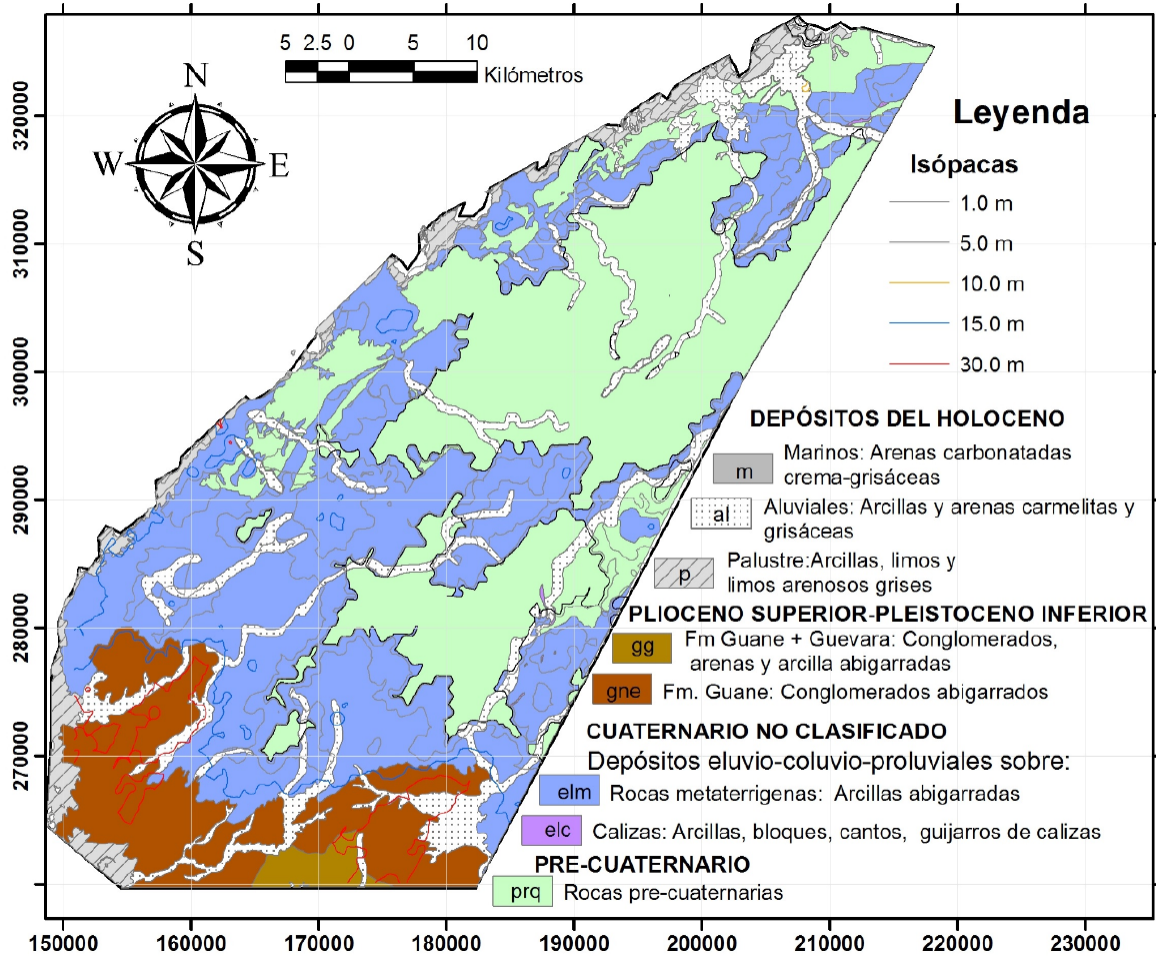 5 2.5 0 5 10
Kilómetros
N
W E
S
Leyenda
Isópacas
1.0 m
5.0 m
10.0 m
15.0 m
30.0 m
DEPÓSITOS DEL HOLOCENO
m Marinos: Arenas carbonatadas
crema-grisáceas
al Aluviales: Arcillas y arenas carmelitas y
grisáceas
p Palustre:Arcillas, limos y
limos arenosos grises
PLIOCENO SUPERIOR-PLEISTOCENO INFERIOR
gg Fm Guane + Guevara: Conglomerados,
arenas y arcilla abigarradas
gne Fm. Guane: Conglomerados abigarrados
CUATERNARIO NO CLASIFICADO
Depósitos eluvio-coluvio-proluviales sobre:
elm Rocas metaterrigenas: Arcillas abigarradas
elc Calizas: Arcillas, bloques, cantos, guijarros de calizas
PRE-CUATERNARIO
prq Rocas pre-cuaternarias
320000
310000
300000
290000
280000
270000
150000 160000 170000 180000 190000 200000 210000 220000 230000